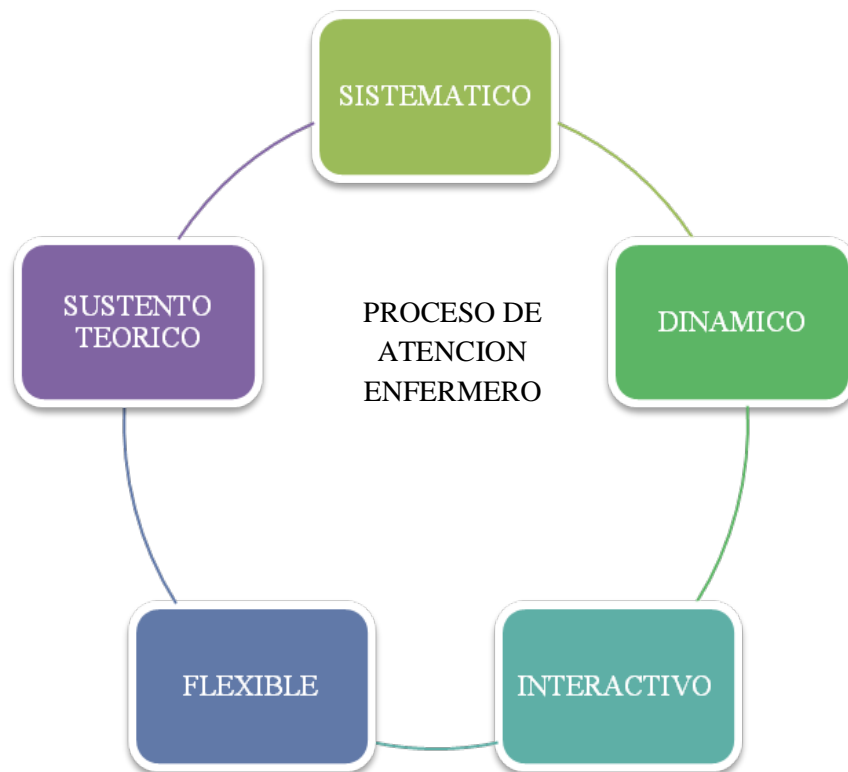 SISTEMATICO
DINAMICO
INTERACTIVO
FLEXIBLE
SUSTENTO
TEORICO
PROCESO DE
ATENCION
ENFERMERO